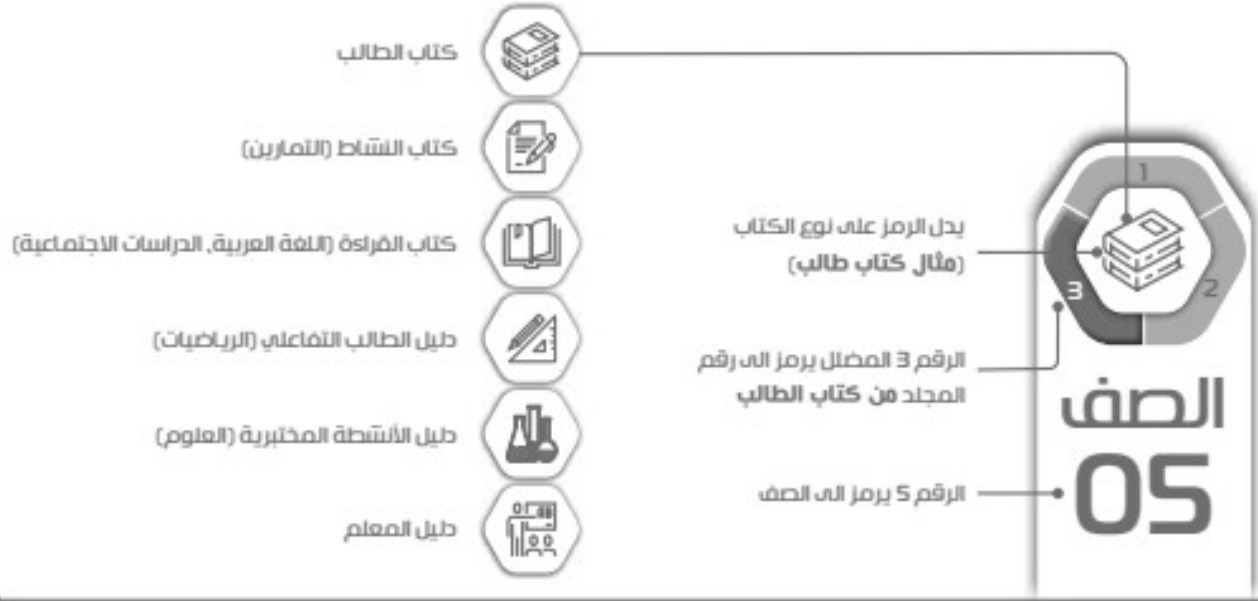 1
2
3
الصف
05
يدل الرمز على نوع الكتاب
(مثال كتاب طالب)
الرقم 3 المضلل يرمز الى رقم
المجلد من كتاب الطالب
الرقم 5 يرمز الى الصف
كتاب الطالب
كتاب النشاط (التمارين)
كتاب القراءة (اللغة العربية, الدراسات الاجتماعية)
دليل الطالب التفاعلي (الرياضيات)
دليل الأنشطة المختبرية (العلوم)
دليل المعلم